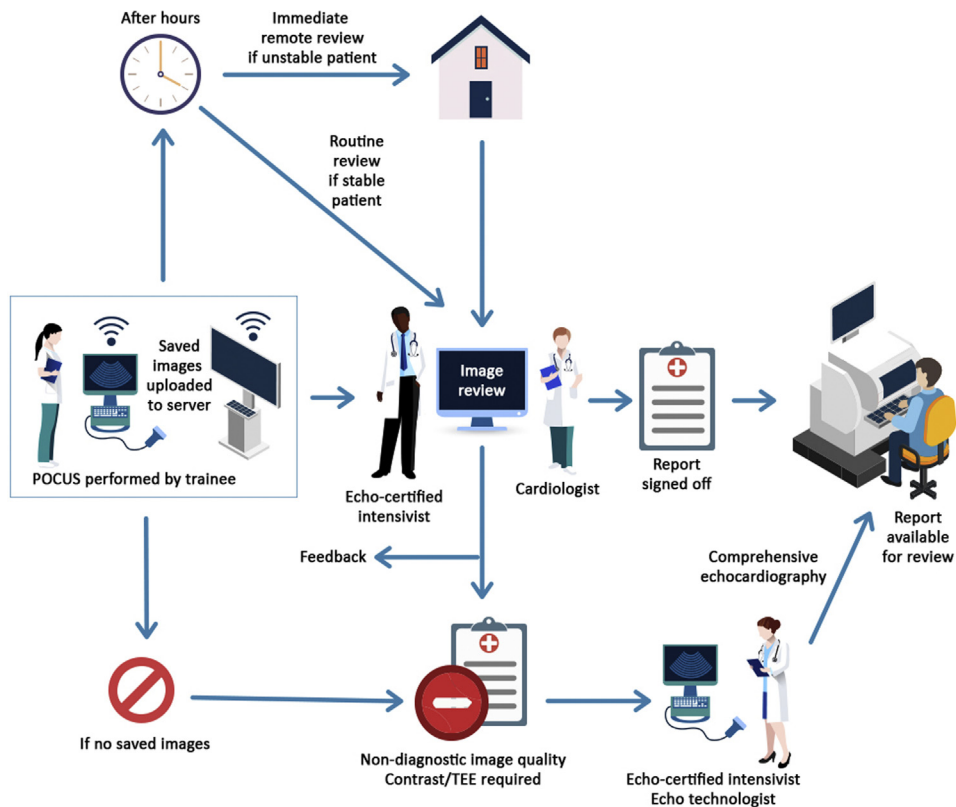 After hours
Immediate
remote review
if unstable patient
Routine
review
if stable
patient
Saved
images
uploaded
to server
POCUS performed by trainee
Image
review
Echo-certified
intensivist
Cardiologist
Report
signed off
Report
available
for review
Feedback
Comprehensive
echocardiography
If no saved images
Non-diagnostic image quality
Contrast/TEE required
Echo-certified intensivist
Echo technologist